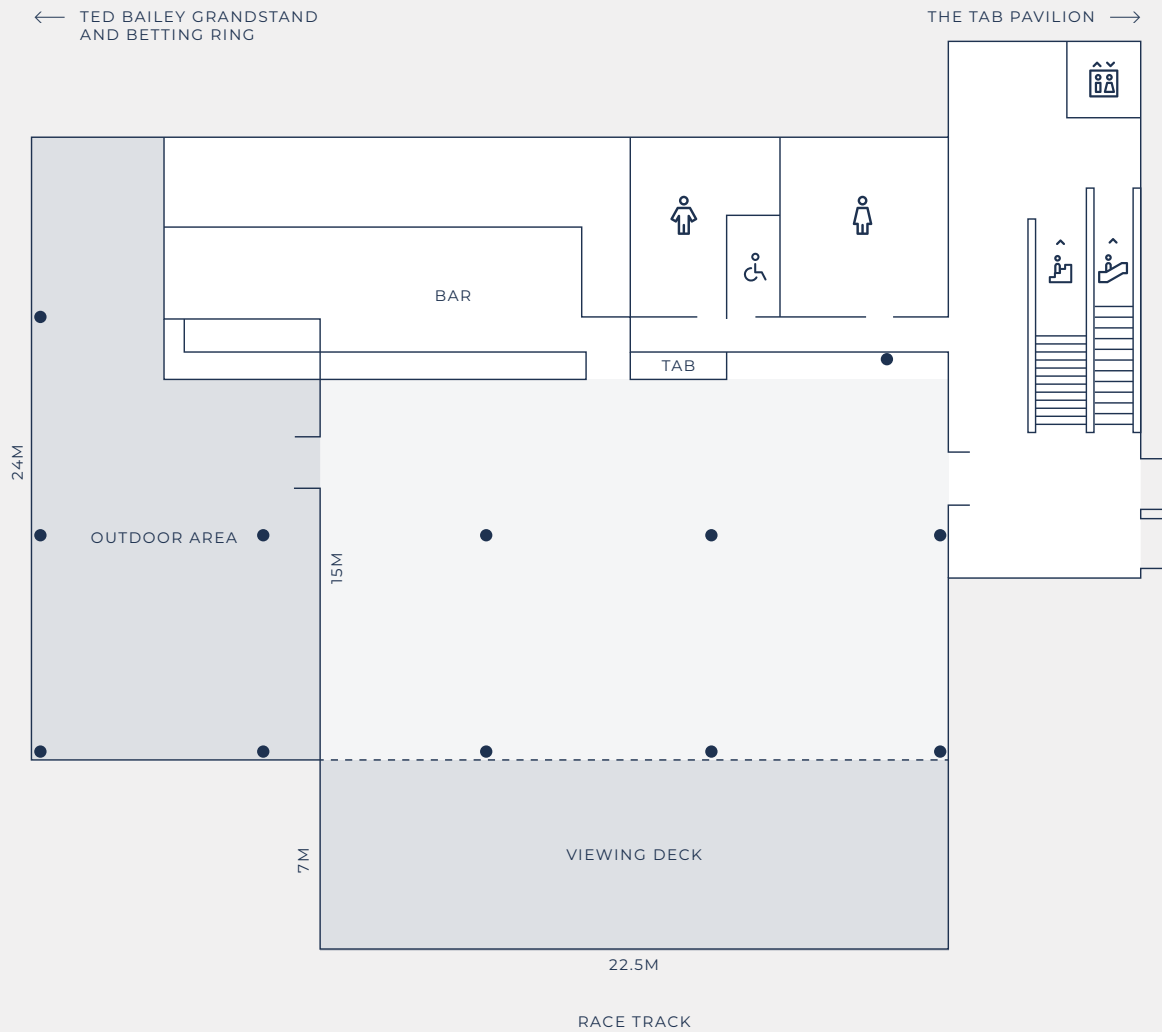 TED BAILEY GRANDSTAND
AND BETTING RING
THE TAB PAVILION
BAR
TAB
24M
OUTDOOR AREA
15M
7M
VIEWING DECK
22.5M
RACE TRACK